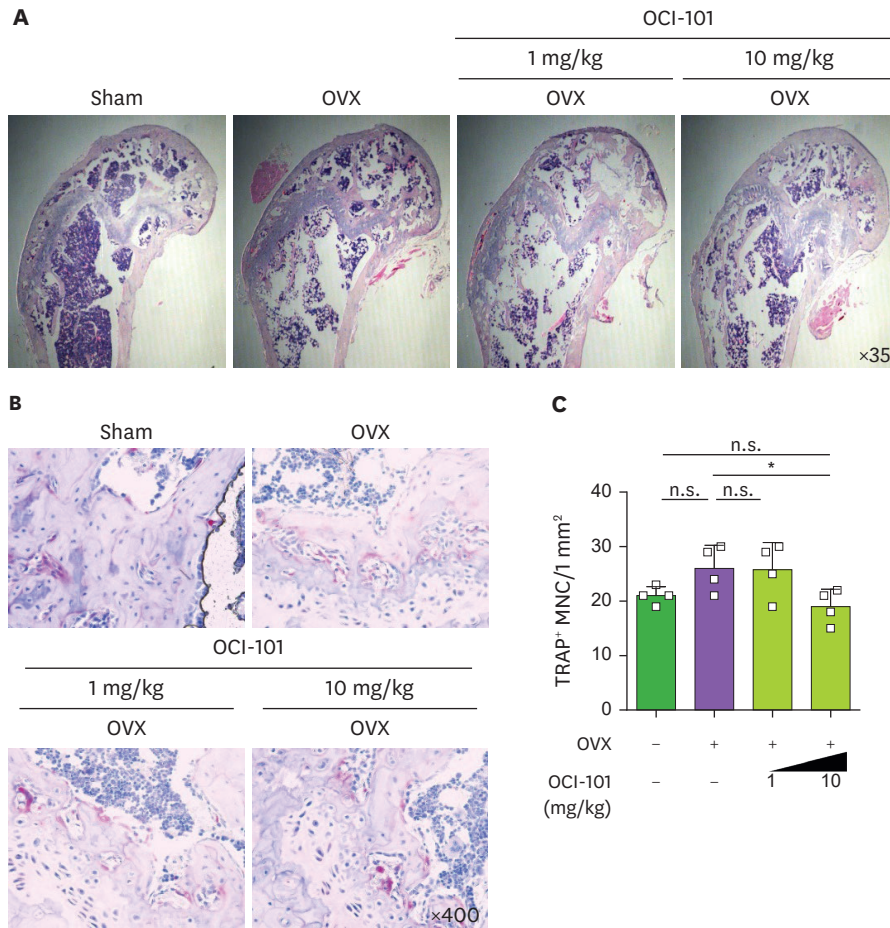 A
OCI-101
1 mg/kg
10 mg/kg
Sham
OVX
OVX
OVX
×35
B
Sham
OVX
OCI-101
1 mg/kg
10 mg/kg
OVX
OVX
×400
C
n.s.
*
n.s.
n.s.
TRAP⁺ MNC/1 mm²
40
30
20
10
0
OVX – + + +
OCI-101 – – 1 10
(mg/kg)